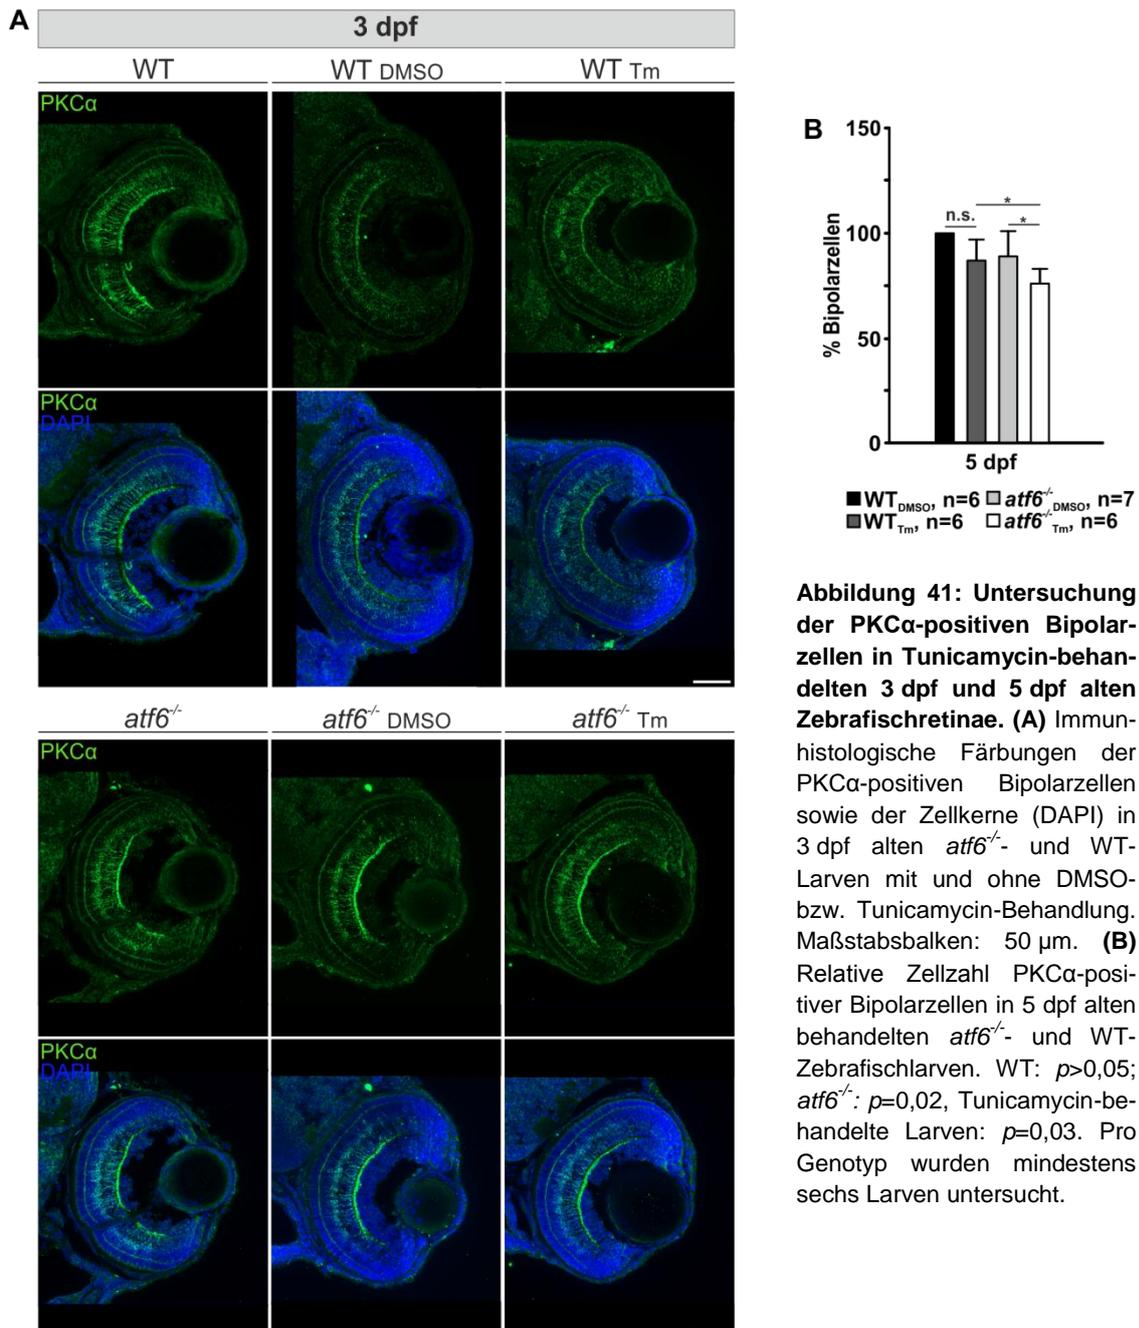 A
3 dpf
WT
WT DMSO
WT Tm
PKCα
PKCα
DAPI
atf6-/-
atf6-/- DMSO
atf6-/- Tm
PKCα
PKCα
DAPI
B
150
100
50
0
% Bipolarzellen
n.s.
*
*
5 dpf
WT DMSO, n=6 atf6-/- DMSO, n=7
WT Tm, n=6 atf6-/- Tm, n=6
Abbildung 41: Untersuchung
der PKCα-positiven Bipolar-
zellen in Tunicamycin-behan-
delten 3 dpf und 5 dpf alten
Zebrafischretinae. (A) Immun-
histologische Färbungen der
PKCα-positiven Bipolarzellen
sowie der Zellkerne (DAPI) in
3 dpf alten atf6-/-- und WT-
Larven mit und ohne DMSO-
bzw. Tunicamycin-Behandlung.
Maßstabsbalken: 50 µm. (B)
Relative Zellzahl PKCα-posi-
tiver Bipolarzellen in 5 dpf alten
behandelten atf6-/-- und WT-
Zebrafischlarven. WT: p>0,05;
atf6-/-: p=0,02, Tunicamycin-be-
handelte Larven: p=0,03. Pro
Genotyp wurden mindestens
sechs Larven untersucht.